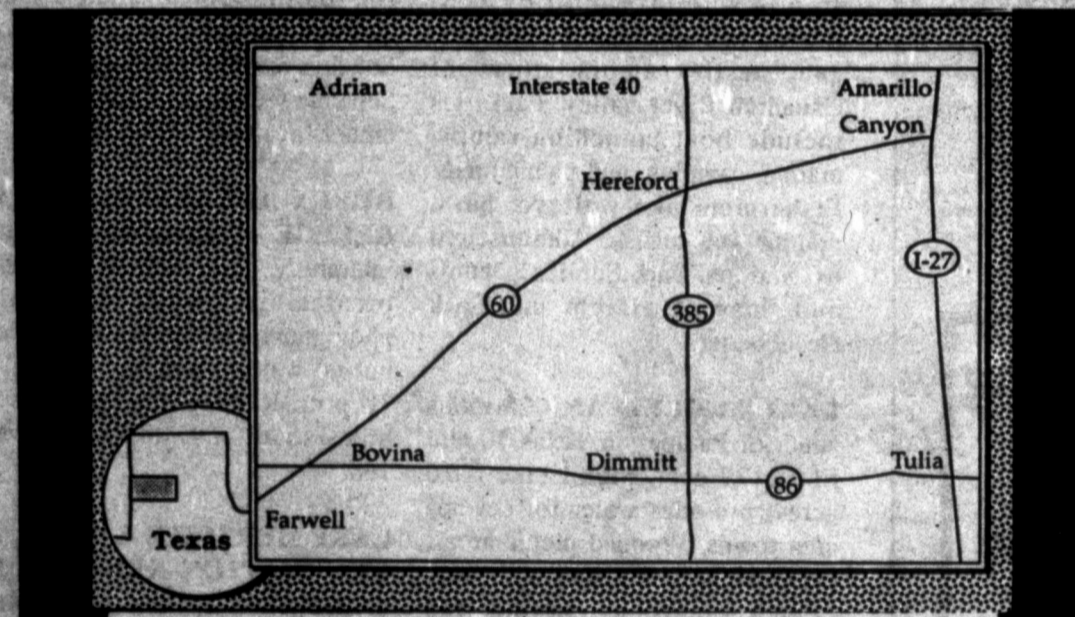 Adrian Interstate 40 Amarillo
Canyon
Hereford
I-27
60
385
Bovina Dimmitt Tulia
86
Farwell
Texas